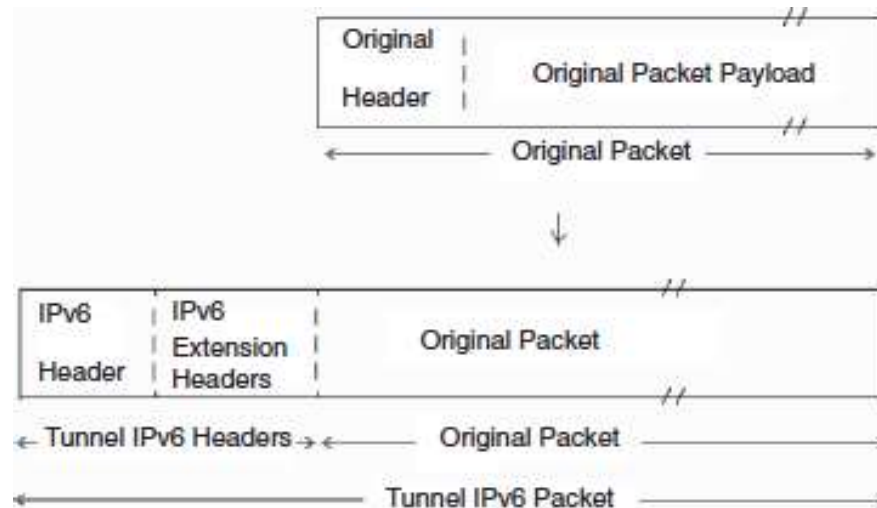 Original
Header
Original Packet Payload
Original Packet
IPv6
Header
IPv6
Extension
Headers
Original Packet
Tunnel IPv6 Headers
Original Packet
Tunnel IPv6 Packet